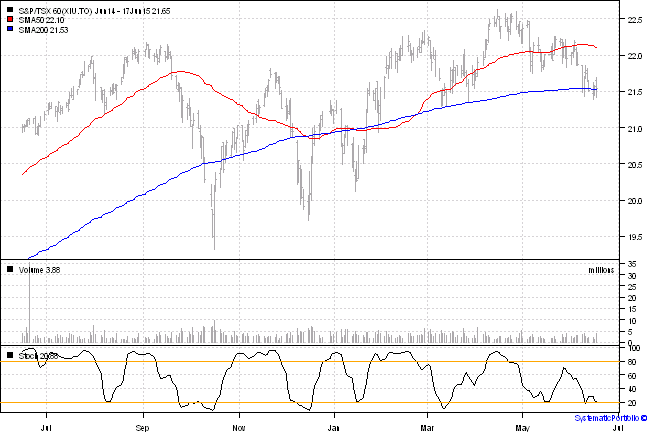 S&P/TSX 60(XIU.TO) Jun14 - 17Jun15 21.65
SMA50 22.10
SMA200 21.53
22.5
22.0
21.5
21.0
20.5
20.0
19.5
Volume 3.88
millions
35
30
25
20
15
10
5
0
Stoch 20.88
100
80
60
40
20
Jul Sep Nov Jan Mar May Jul
SystematicPortfolio ©